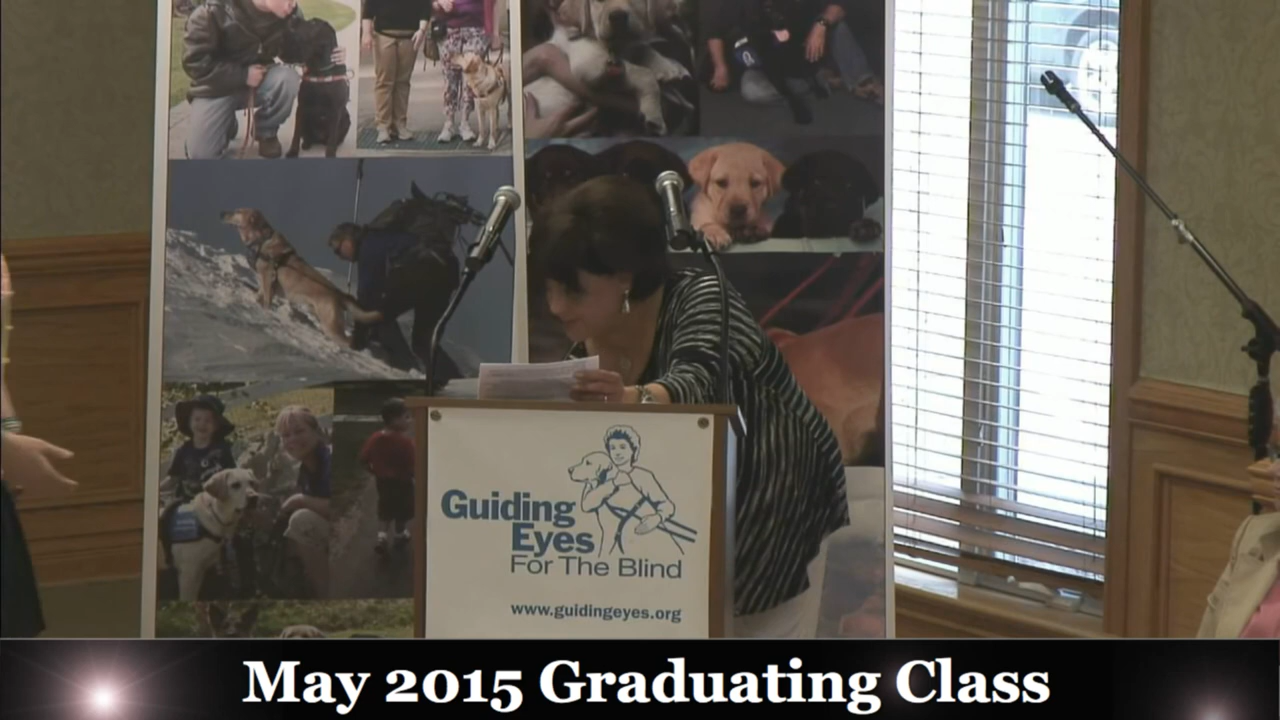 Guiding
Eyes
For The Blind
www.guidingeyes.org
May 2015 Graduating Class